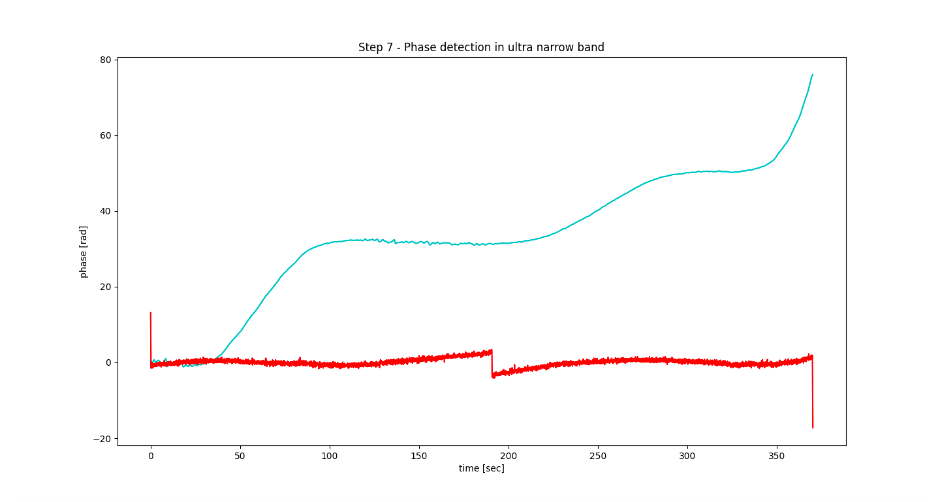 Step 7 - Phase detection in ultra narrow band
80
60
40
20
0
−20
phase [rad]
0 50 100 150 200 250 300 350
time [sec]